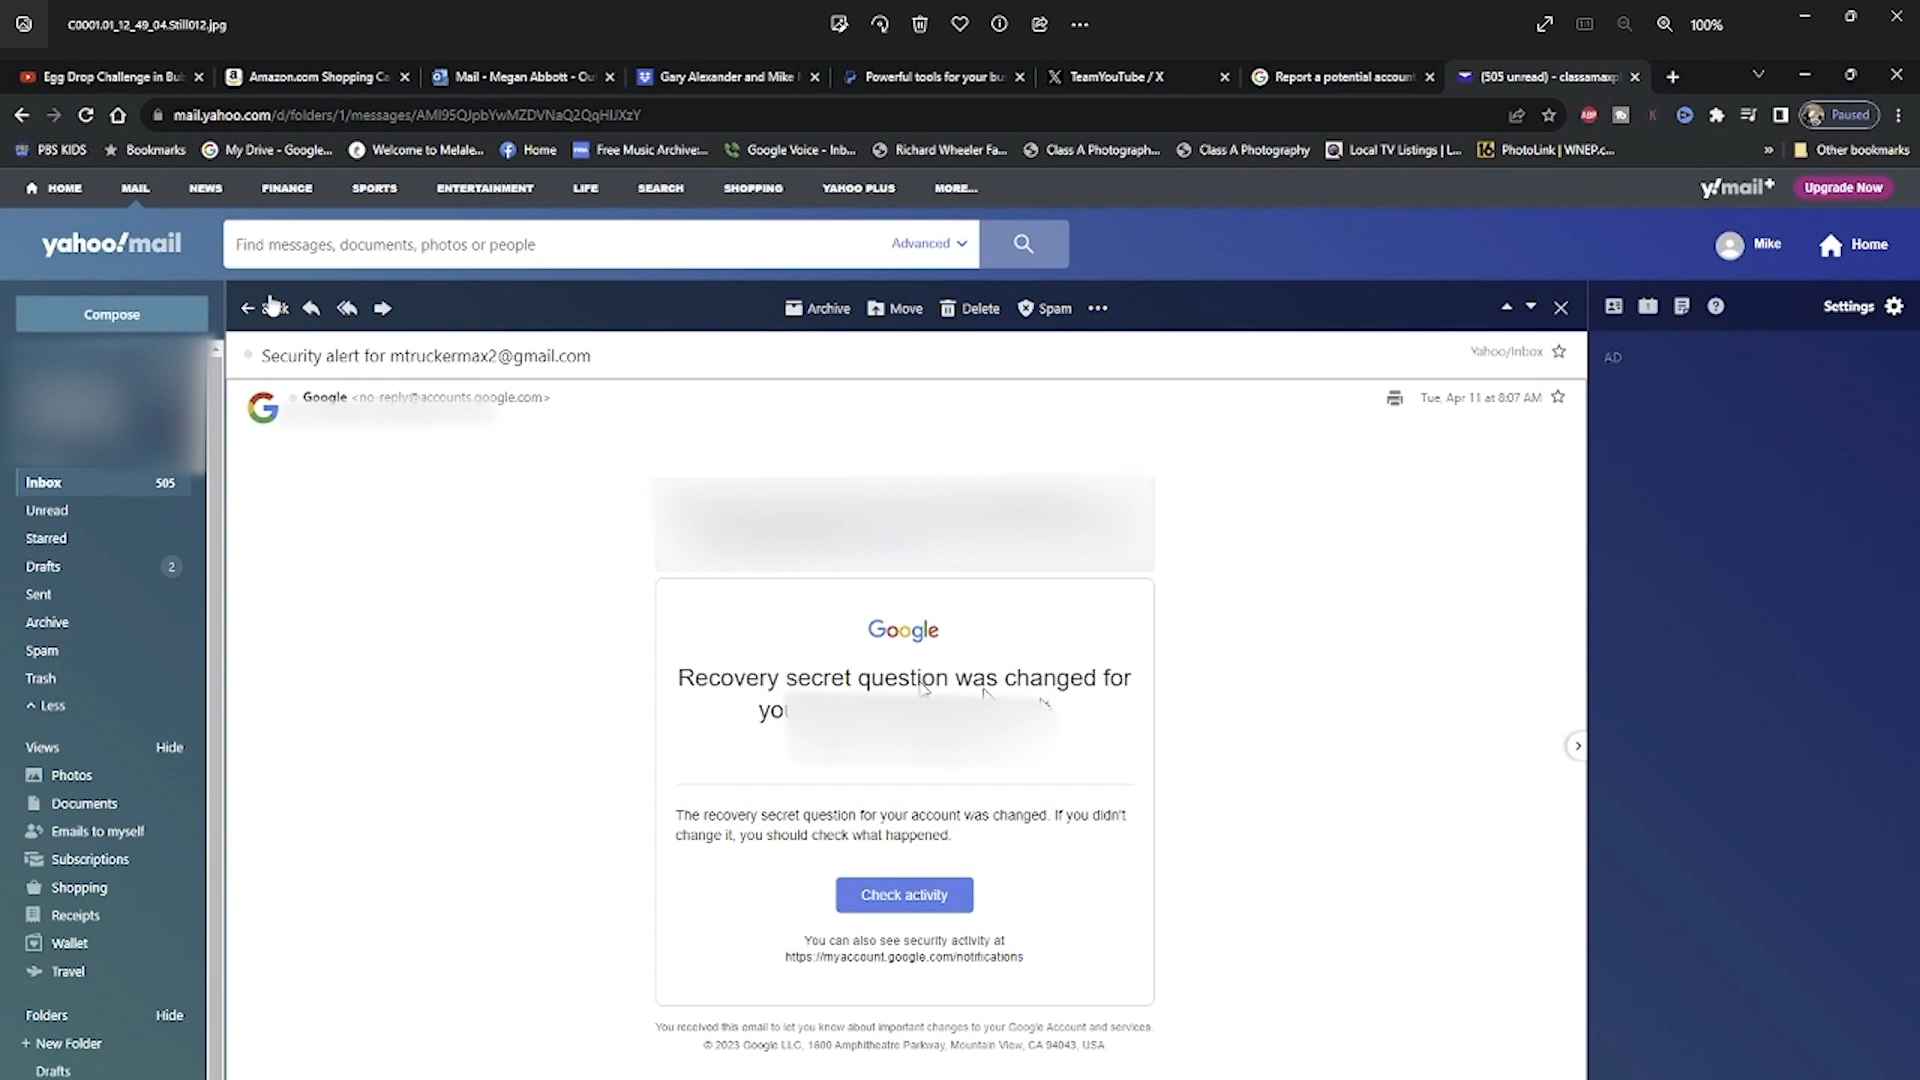 C0001.01_12_49_04.Still012.jpg
100%
Egg Drop Challenge in Bu
Amazon.com Shopping Ca
Mail - Megan Abbott - Ou
Gary Alexander and Mike
Powerful tools for your bu
TeamYouTube / X
Report a potential account
(505 unread) - classamaxp
mail.yahoo.com/d/folders/1/messages/AMI95QJpbYwMZDVNaQ2QqHIJXzY
ABP
Paused
PBS KIDS
Bookmarks
My Drive - Google...
Welcome to Melale...
Home
Free Music Archive:...
Google Voice - Inb...
Richard Wheeler Fa...
Class A Photograph...
Class A Photography
Local TV Listings | L...
PhotoLink | WNEP.c...
»
Other bookmarks
HOME
MAIL
NEWS
FINANCE
SPORTS
ENTERTAINMENT
LIFE
SEARCH
SHOPPING
YAHOO PLUS
MORE...
y!mail+
Upgrade Now
yahoo!mail
Find messages, documents, photos or people
Advanced
Mike
Home
Compose
Archive
Move
Delete
Spam
Settings
Security alert for mtruckermax2@gmail.com
Yahoo/Inbox
AD
Google <no-reply@accounts.google.com>
Tue, Apr 11 at 8:07 AM
Inbox 505
Unread
Starred
Drafts 2
Sent
Archive
Spam
Trash
Less
Views Hide
Photos
Documents
Emails to myself
Subscriptions
Shopping
Receipts
Wallet
Travel
Folders Hide
+ New Folder
Drafts
Google
Recovery secret question was changed for
The recovery secret question for your account was changed. If you didn't
change it, you should check what happened.
Check activity
You can also see security activity at
https://myaccount.google.com/notifications
You received this email to let you know about important changes to your Google Account and services.
© 2023 Google LLC, 1600 Amphitheatre Parkway, Mountain View, CA 94043, USA